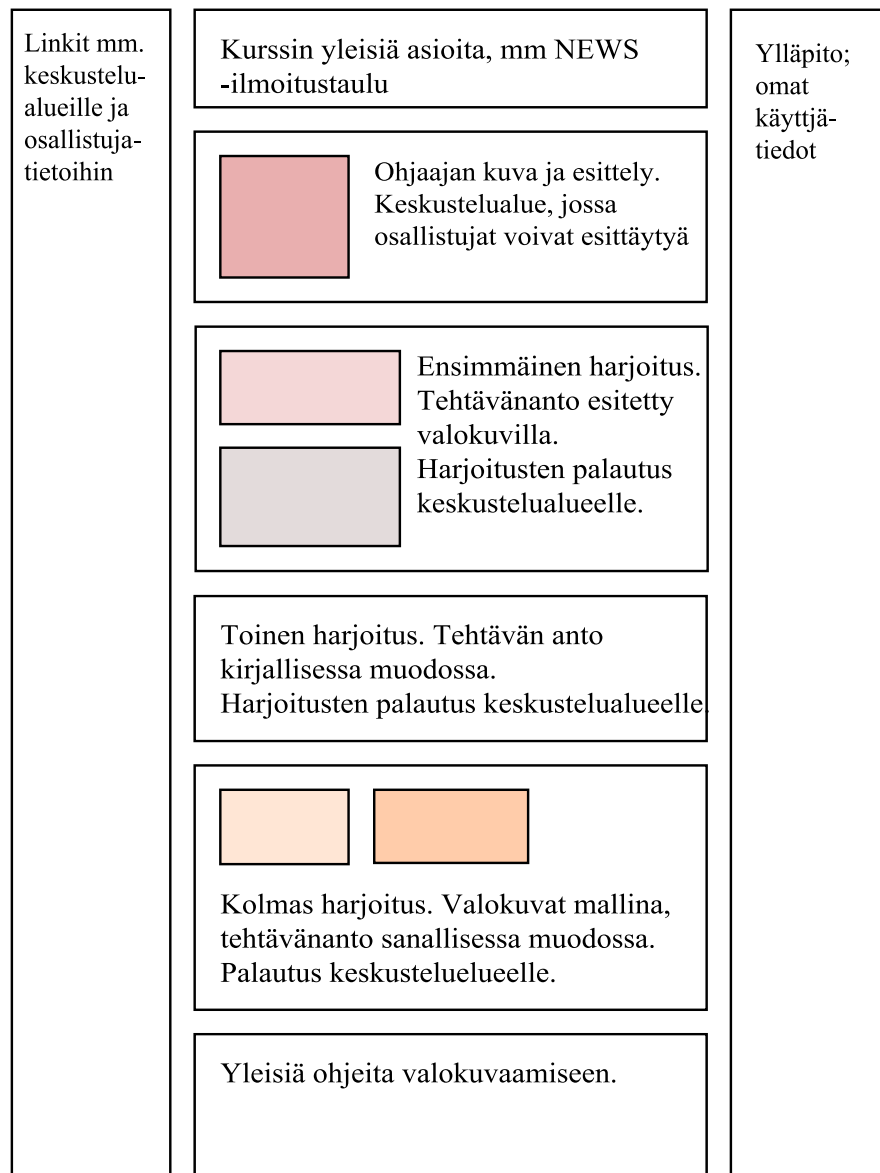 Linkit mm.
keskustelu-
alueille ja
osallistuja-
tietoihin
Kurssin yleisiä asioita, mm NEWS
-ilmoitustaulu
Ohjaajan kuva ja esittely.
Keskustelualue, jossa
osallistujat voivat esittäytyä
Ensimmäinen harjoitus.
Tehtävänanto esitetty
valokuvilla.
Harjoitusten palautus
keskustelualueelle.
Toinen harjoitus. Tehtävän anto
kirjallisessa muodossa.
Harjoitusten palautus keskustelualueelle.
Kolmas harjoitus. Valokuvat mallina,
tehtävänanto sanallisessa muodossa.
Palautus keskusteluelueelle.
Yleisiä ohjeita valokuvaamiseen.
Ylläpito;
omat
käyttjä-
tiedot